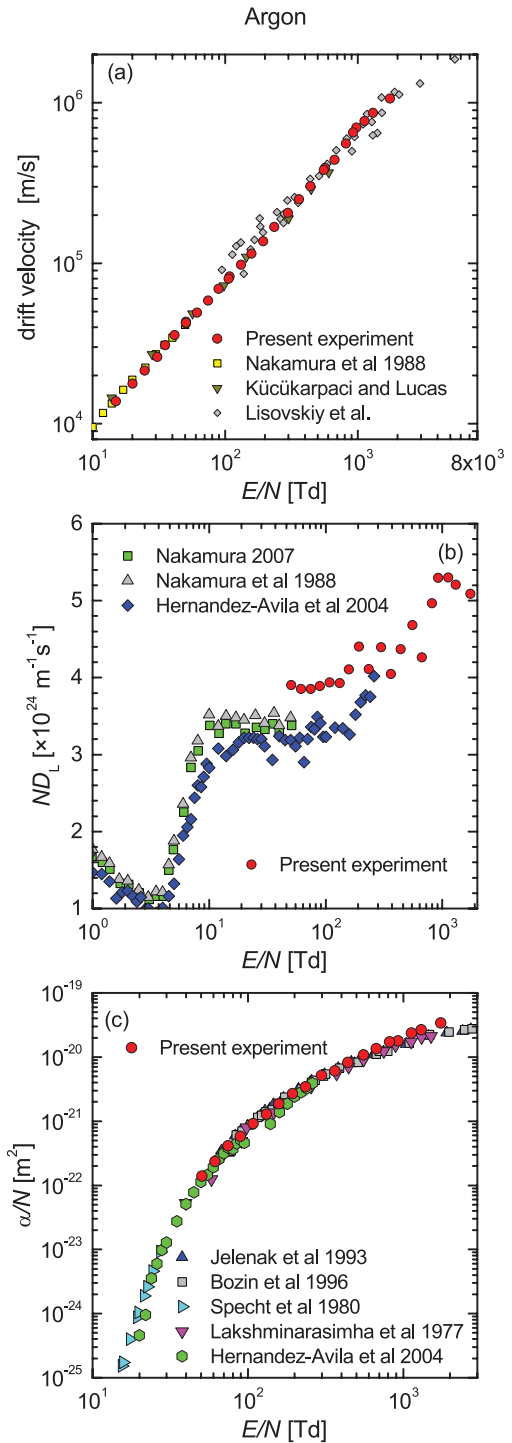 Argon
(a)
10^6
10^5
10^4
drift velocity [m/s]
Present experiment
Nakamura et al 1988
Kücükarpaci and Lucas
Lisovskiy et al.
10^1 10^2 10^3 8x10^3
E/N [Td]
(b)
6
5
4
3
2
1
ND_L [×10^24 m^-1 s^-1]
Nakamura 2007
Nakamura et al 1988
Hernandez-Avila et al 2004
Present experiment
10^0 10^1 10^2 10^3
E/N [Td]
(c)
10^-19
10^-20
10^-21
10^-22
10^-23
10^-24
10^-25
α/N [m^2]
Present experiment
Jelenak et al 1993
Bozin et al 1996
Specht et al 1980
Lakshminarasimha et al 1977
Hernandez-Avila et al 2004
10^1 10^2 10^3
E/N [Td]